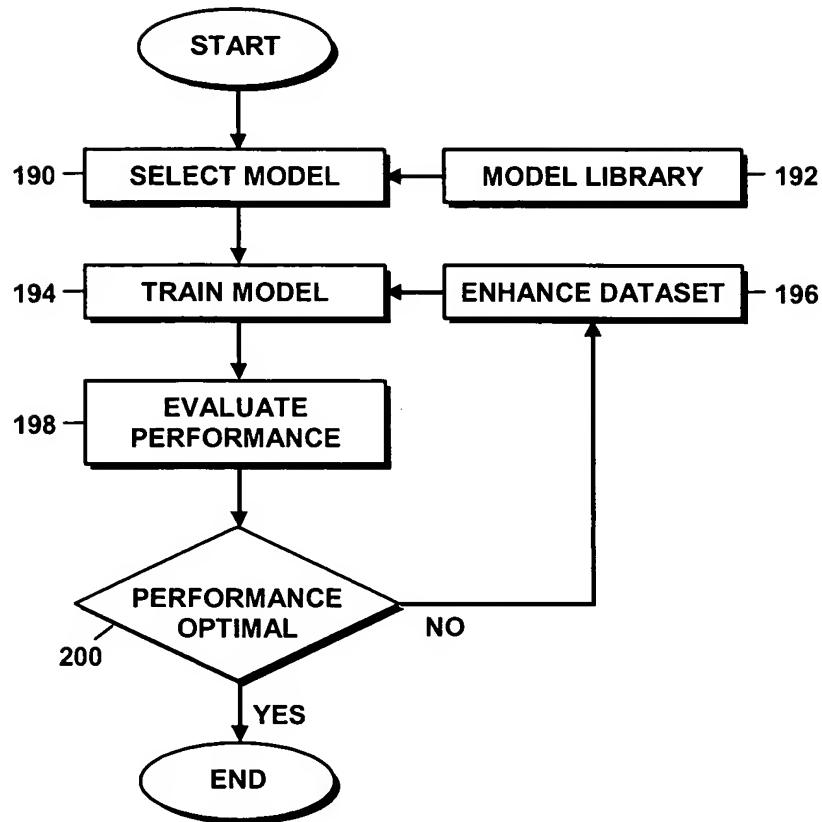 START
190
SELECT MODEL
MODEL LIBRARY
192
194
TRAIN MODEL
ENHANCE DATASET
196
198
EVALUATE
PERFORMANCE
PERFORMANCE
OPTIMAL
NO
200
YES
END